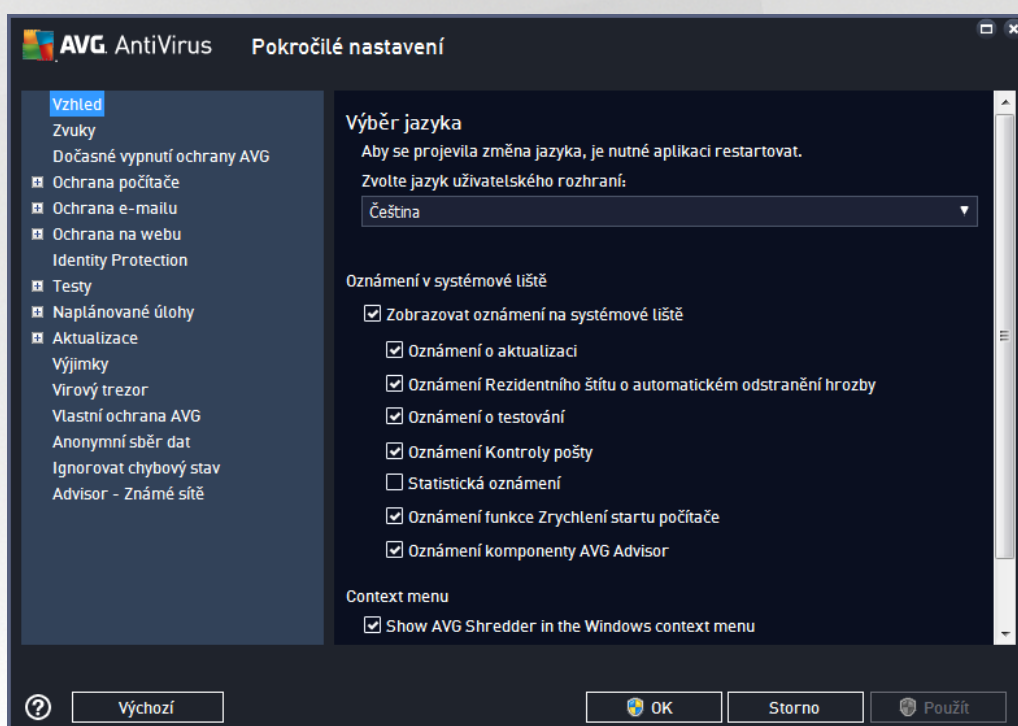 AVG. AntiVirus Pokročilé nastavení
Vzhled
Zvuky
Dočasné vypnutí ochrany AVG
Ochrana počítače
Ochrana e-mailu
Ochrana na webu
Identity Protection
Testy
Naplánované úlohy
Aktualizace
Výjimky
Virový trezor
Vlastní ochrana AVG
Anonymní sběr dat
Ignorovat chybový stav
Advisor - Známé sítě
Výběr jazyka
Aby se projevila změna jazyka, je nutné aplikaci restartovat.
Zvolte jazyk uživatelského rozhraní:
Čeština
Oznámení v systémové liště
Zobrazovat oznámení na systémové liště
Oznámení o aktualizaci
Oznámení Rezidentního štítu o automatickém odstranění hrozby
Oznámení o testování
Oznámení Kontroly pošty
Statistická oznámení
Oznámení funkce Zrychlení startu počítače
Oznámení komponenty AVG Advisor
Context menu
Show AVG Shredder in the Windows context menu
Výchozí
OK
Storno
Použít